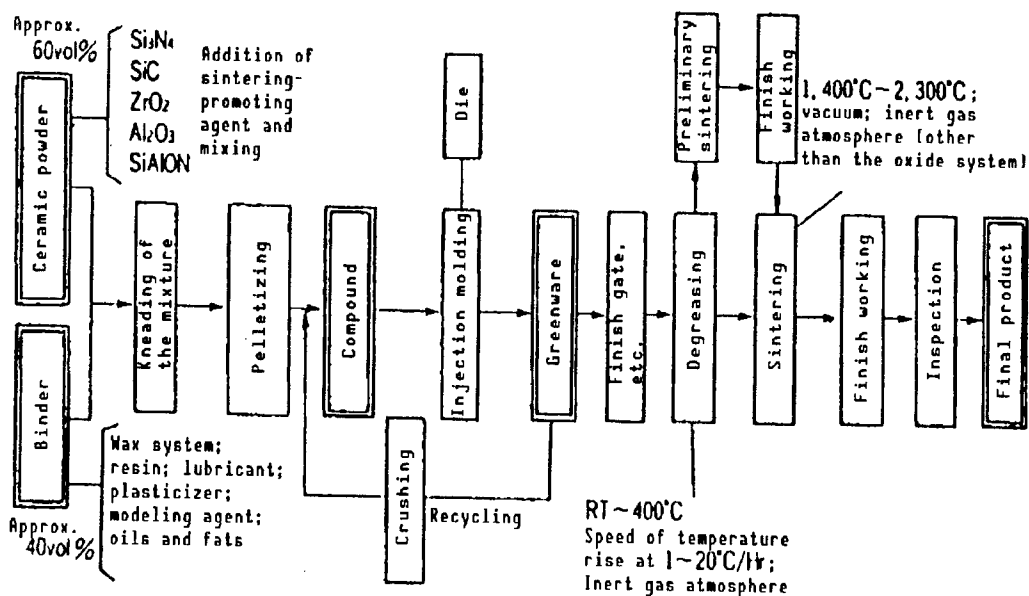 Approx.
60vol%
Si₃N₄
SiC
ZrO₂
Al₂O₃
SiAlON
Addition of
sintering-
promoting
agent and
mixing
Ceramic powder
Binder
Approx.
40vol%
Wax system;
resin; lubricant;
plasticizer;
modeling agent;
oils and fats
Kneading of
the mixture
Pelletizing
Compound
Crushing
Recycling
Die
Injection molding
Greenware
Finish gate,
etc.
Degreasing
RT~400°C
Speed of temperature
rise at 1~20°C/Hr;
Inert gas atmosphere
Preliminary
sintering
Finish
working
1,400°C~2,300°C;
vacuum; inert gas
atmosphere [other
than the oxide system]
Sintering
Finish working
Inspection
Final product